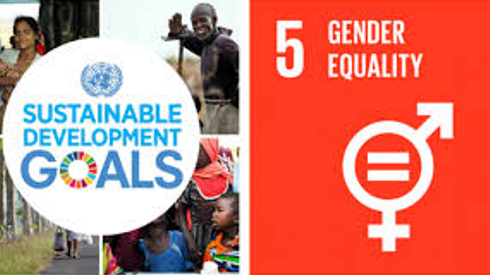 SUSTAINABLE
DEVELOPMENT
GOALS
5 GENDER
EQUALITY